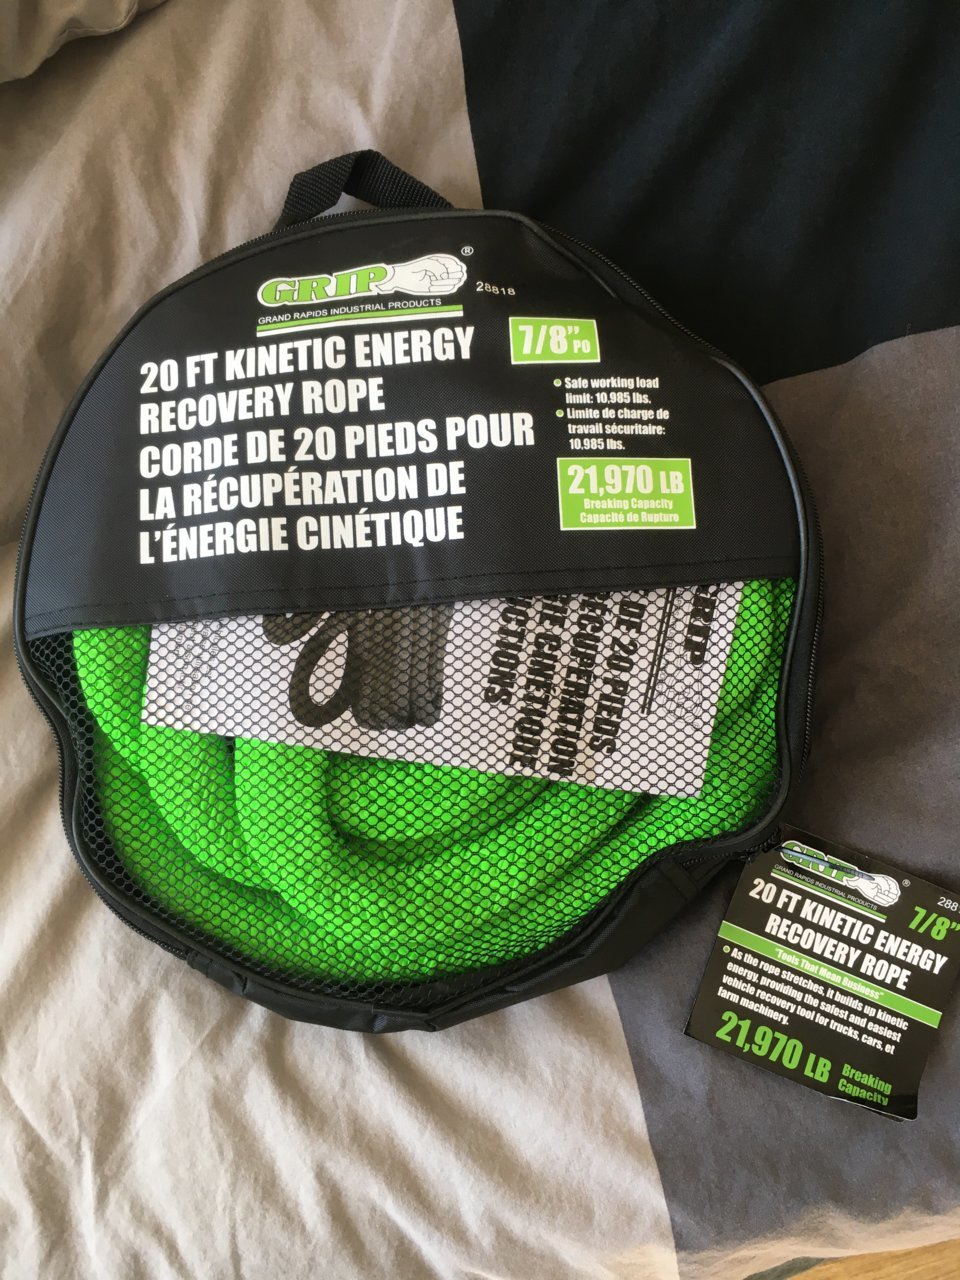 GRIP ®
GRAND RAPIDS INDUSTRIAL PRODUCTS
28818
20 FT KINETIC ENERGY
RECOVERY ROPE
CORDE DE 20 PIEDS POUR
LA RÉCUPÉRATION DE
L'ÉNERGIE CINÉTIQUE
7/8” PO
Safe working load
limit: 10,985 lbs.
Limite de charge de
travail sécuritaire:
10,985 lbs.
21,970 LB
Breaking Capacity
Capacité de Rupture
DE 20 PIEDS
CINÉTIQUE
GRIP ®
GRAND RAPIDS INDUSTRIAL PRODUCTS
7/8”
20 FT KINETIC ENERGY
RECOVERY ROPE
"Tools That Mean Business"
As the rope stretches, it builds up kinetic
energy, providing the safest and easiest
vehicle recovery tool for trucks, cars, et
farm machinery.
21,970 LB
Breaking
Capacity